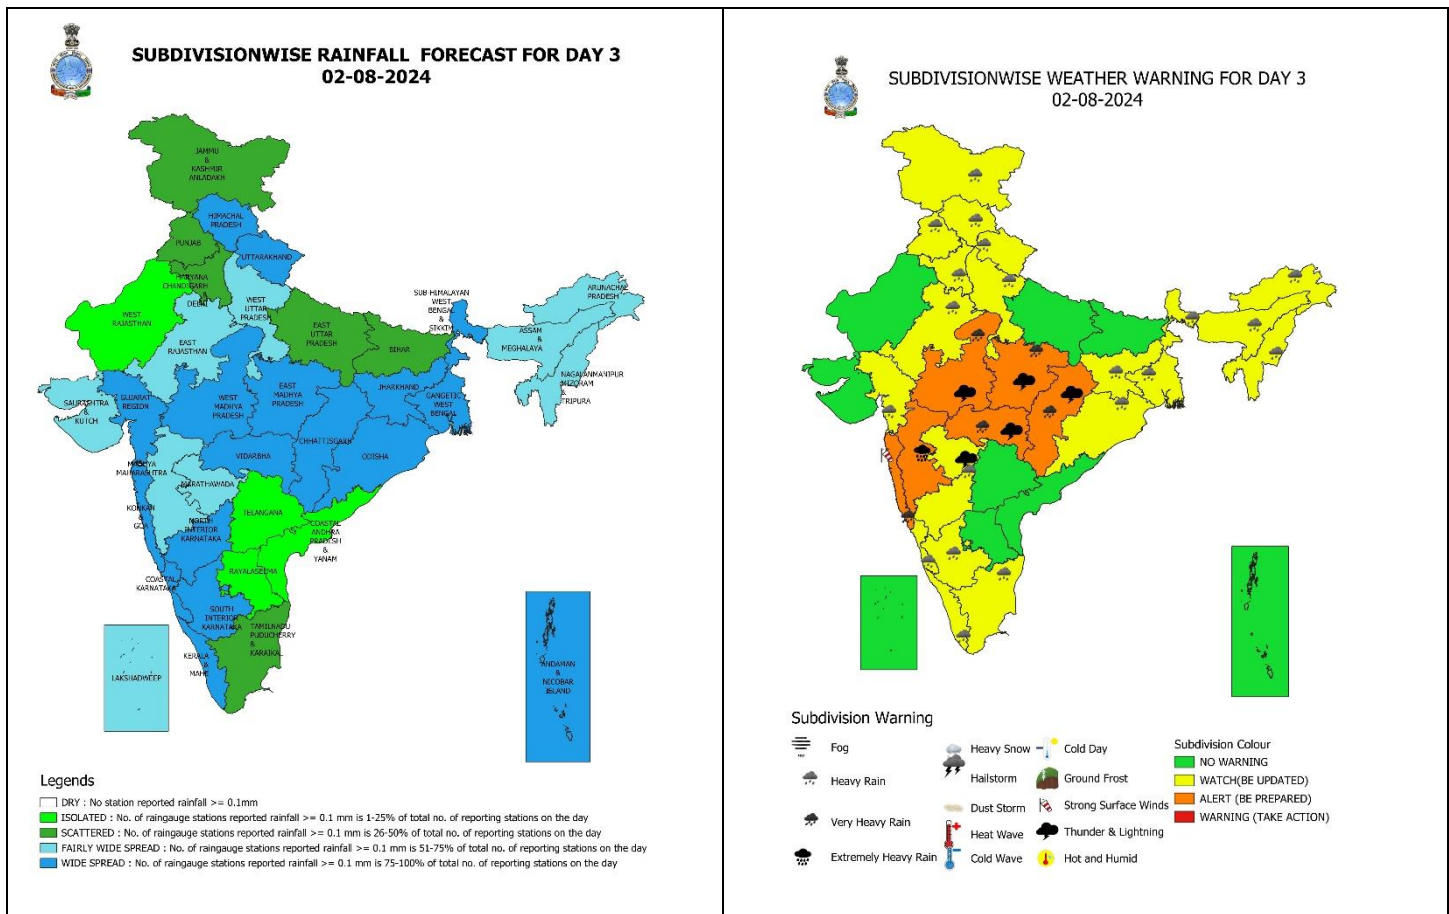 SUBDIVISIONWISE RAINFALL FORECAST FOR DAY 3
02-08-2024
JAMMU
&
KASHMIR
ANLADAKH
HIMACHAL
PRADESH
PUNJAB
UTTARAKHAND
HARYANA
CHANDIGARH
DELHI
WEST
RAJASTHAN
WEST
UTTAR
PRADESH
SUB-HIMALAYAN
WEST
BENGAL
&
SIKKIM
ARUNACHAL
PRADESH
EAST
RAJASTHAN
EAST
UTTAR
PRADESH
BIHAR
ASSAM
&
MEGHALAYA
NAGALANMANIPUR
MIZORAM
&
TRIPURA
SAURASHTRA
&
KUTCH
GUJARAT
REGION
WEST
MADHYA
PRADESH
EAST
MADHYA
PRADESH
JHARKHAND
GANGETIC
WEST
BENGAL
CHHATTISGARH
ODISHA
VIDARBHA
MADHYA
MAHARASHTRA
MARATHAWADA
KONKAN
&
GOA
NORTH
INTERIOR
KARNATAKA
TELANGANA
COASTAL
ANDHRA
PRADESH
&
YANAM
RAYALASEEMA
COASTAL
KARNATAKA
SOUTH
INTERIOR
KARNATAKA
TAMILNADU
PUDUCHERRY
&
KARAIKAL
KERALA
&
MAHE
LAKSHADWEEP
ANDAMAN
&
NICOBAR
ISLAND
Legends
DRY : No station reported rainfall >= 0.1mm
ISOLATED : No. of raingauge stations reported rainfall >= 0.1 mm is 1-25% of total no. of reporting stations on the day
SCATTERED : No. of raingauge stations reported rainfall >= 0.1 mm is 26-50% of total no. of reporting stations on the day
FAIRLY WIDE SPREAD : No. of raingauge stations reported rainfall >= 0.1 mm is 51-75% of total no. of reporting stations on the day
WIDE SPREAD : No. of raingauge stations reported rainfall >= 0.1 mm is 75-100% of total no. of reporting stations on the day
SUBDIVISIONWISE WEATHER WARNING FOR DAY 3
02-08-2024
Subdivision Warning
Fog
Heavy Rain
Very Heavy Rain
Extremely Heavy Rain
Heavy Snow
Hailstorm
Dust Storm
Heat Wave
Cold Wave
Cold Day
Ground Frost
Strong Surface Winds
Thunder & Lightning
Hot and Humid
Subdivision Colour
NO WARNING
WATCH(BE UPDATED)
ALERT (BE PREPARED)
WARNING (TAKE ACTION)